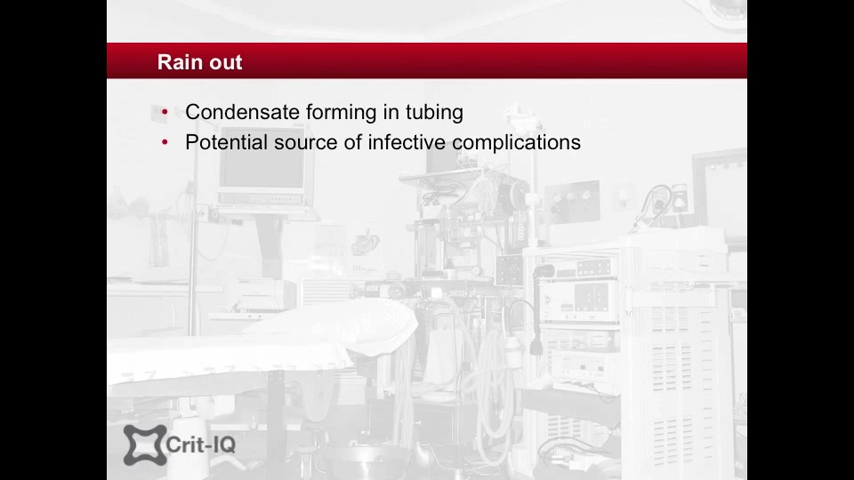 Rain out
• Condensate forming in tubing
• Potential source of infective complications
Crit-IQ